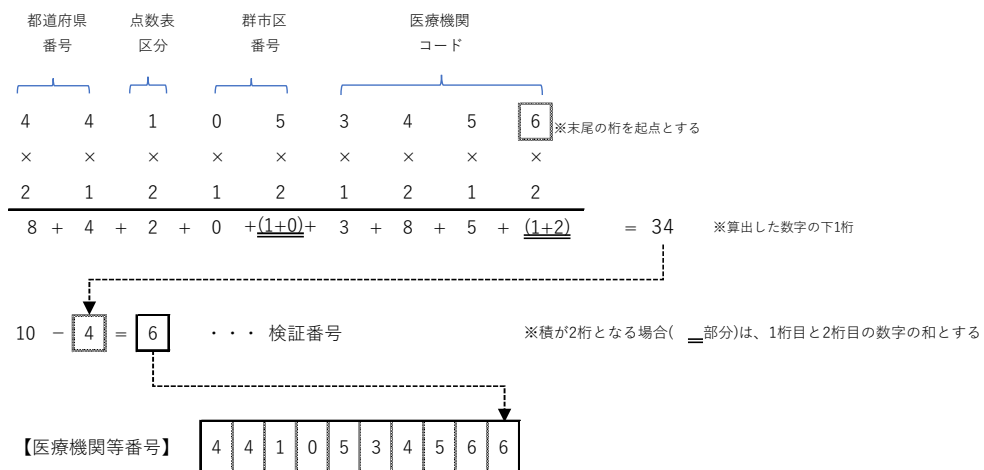 都道府県 点数表 群市区 医療機関
番号 区分 番号 コード
4 4 1 0 5 3 4 5 6 ※末尾の桁を起点とする
× × × × × × × × ×
2 1 2 1 2 1 2 1 2
8 + 4 + 2 + 0 +(1+0)+ 3 + 8 + 5 + (1+2) = 34 ※算出した数字の下1桁
10 − 4 = 6 ・・・ 検証番号 ※積が2桁となる場合( __部分)は、1桁目と2桁目の数字の和とする
【医療機関等番号】 4 4 1 0 5 3 4 5 6 6